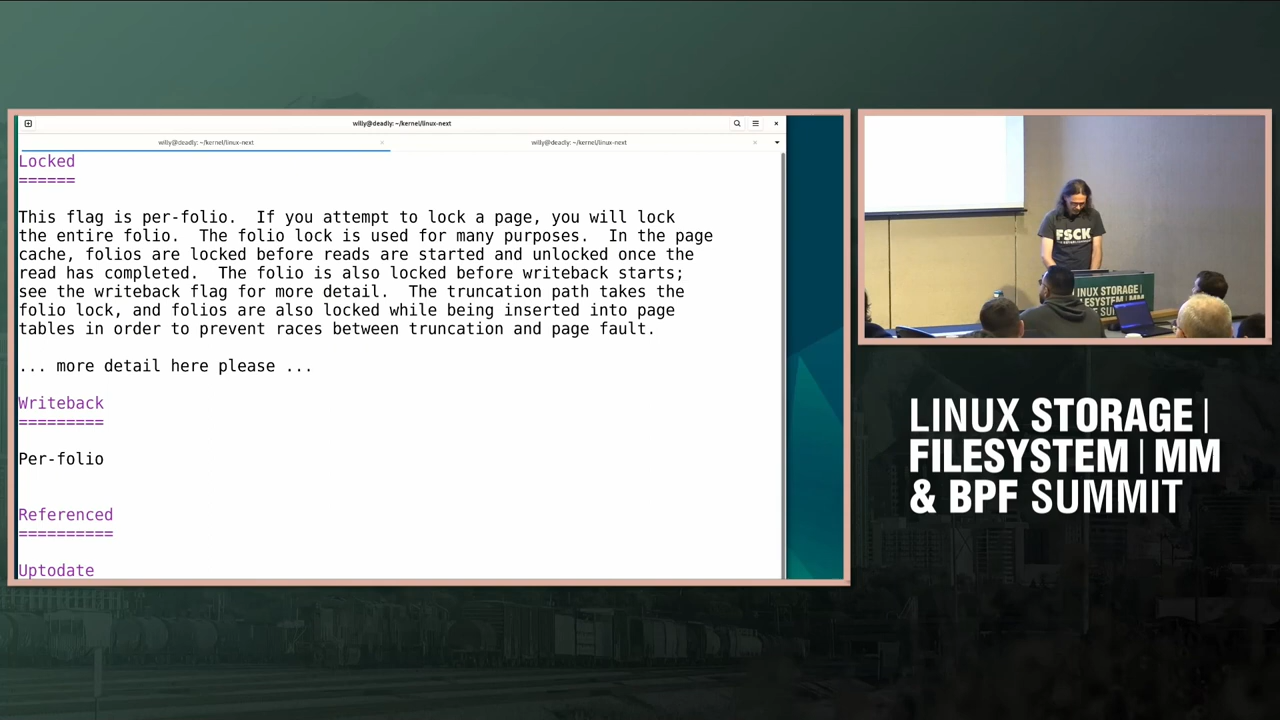 willy@deadly: ~/kernel/linux-next
willy@deadly: ~/kernel/linux-next
willy@deadly: ~/kernel/linux-next
Locked
======
This flag is per-folio.  If you attempt to lock a page, you will lock
the entire folio.  The folio lock is used for many purposes.  In the page
cache, folios are locked before reads are started and unlocked once the
read has completed.  The folio is also locked before writeback starts;
see the writeback flag for more detail.  The truncation path takes the
folio lock, and folios are also locked while being inserted into page
tables in order to prevent races between truncation and page fault.
... more detail here please ...
Writeback
=========
Per-folio
Referenced
==========
Uptodate
FSCK
LINUX STORAGE|
FILESYSTEM|MM
LINUX STORAGE|
FILESYSTEM|MM
& BPF SUMMIT